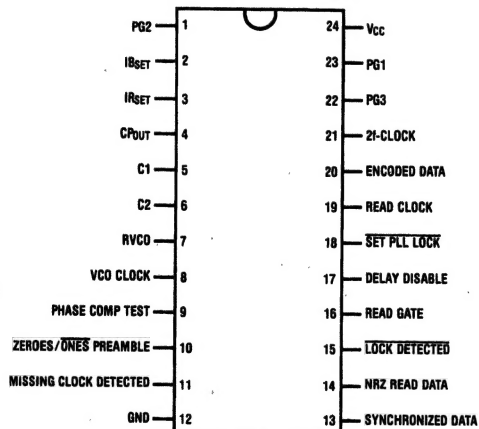 PG2 1
IBSET 2
IRSET 3
CPOUT 4
C1 5
C2 6
RVCO 7
VCO CLOCK 8
PHASE COMP TEST 9
ZEROES/ONES PREAMBLE 10
MISSING CLOCK DETECTED 11
GND 12
24 VCC
23 PG1
22 PG3
21 2f-CLOCK
20 ENCODED DATA
19 READ CLOCK
18 SET PLL LOCK
17 DELAY DISABLE
16 READ GATE
15 LOCK DETECTED
14 NRZ READ DATA
13 SYNCHRONIZED DATA